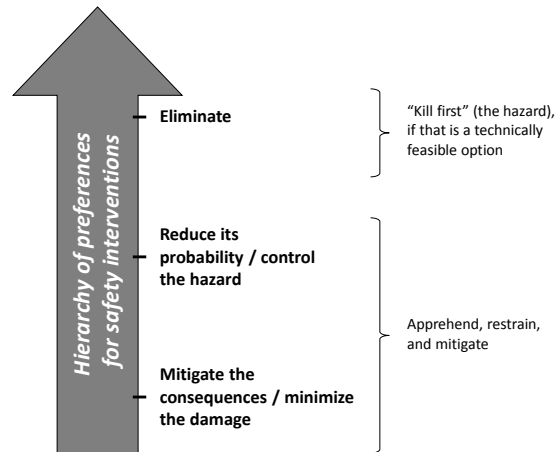 Hierarchy of preferences
for safety interventions
Eliminate
“Kill first” (the hazard),
if that is a technically
feasible option
Reduce its
probability / control
the hazard
Apprehend, restrain,
and mitigate
Mitigate the
consequences / minimize
the damage